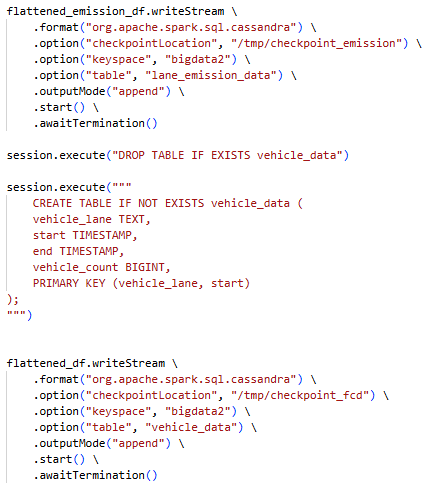 flattened_emission_df.writeStream \
    .format("org.apache.spark.sql.cassandra") \
    .option("checkpointLocation", "/tmp/checkpoint_emission") \
    .option("keyspace", "bigdata2") \
    .option("table", "lane_emission_data") \
    .outputMode("append") \
    .start() \
    .awaitTermination()

session.execute("DROP TABLE IF EXISTS vehicle_data")

session.execute("""
    CREATE TABLE IF NOT EXISTS vehicle_data (
    vehicle_lane TEXT,
    start TIMESTAMP,
    end TIMESTAMP,
    vehicle_count BIGINT,
    PRIMARY KEY (vehicle_lane, start)
);
""")

flattened_df.writeStream \
    .format("org.apache.spark.sql.cassandra") \
    .option("checkpointLocation", "/tmp/checkpoint_fcd") \
    .option("keyspace", "bigdata2") \
    .option("table", "vehicle_data") \
    .outputMode("append") \
    .start() \
    .awaitTermination()